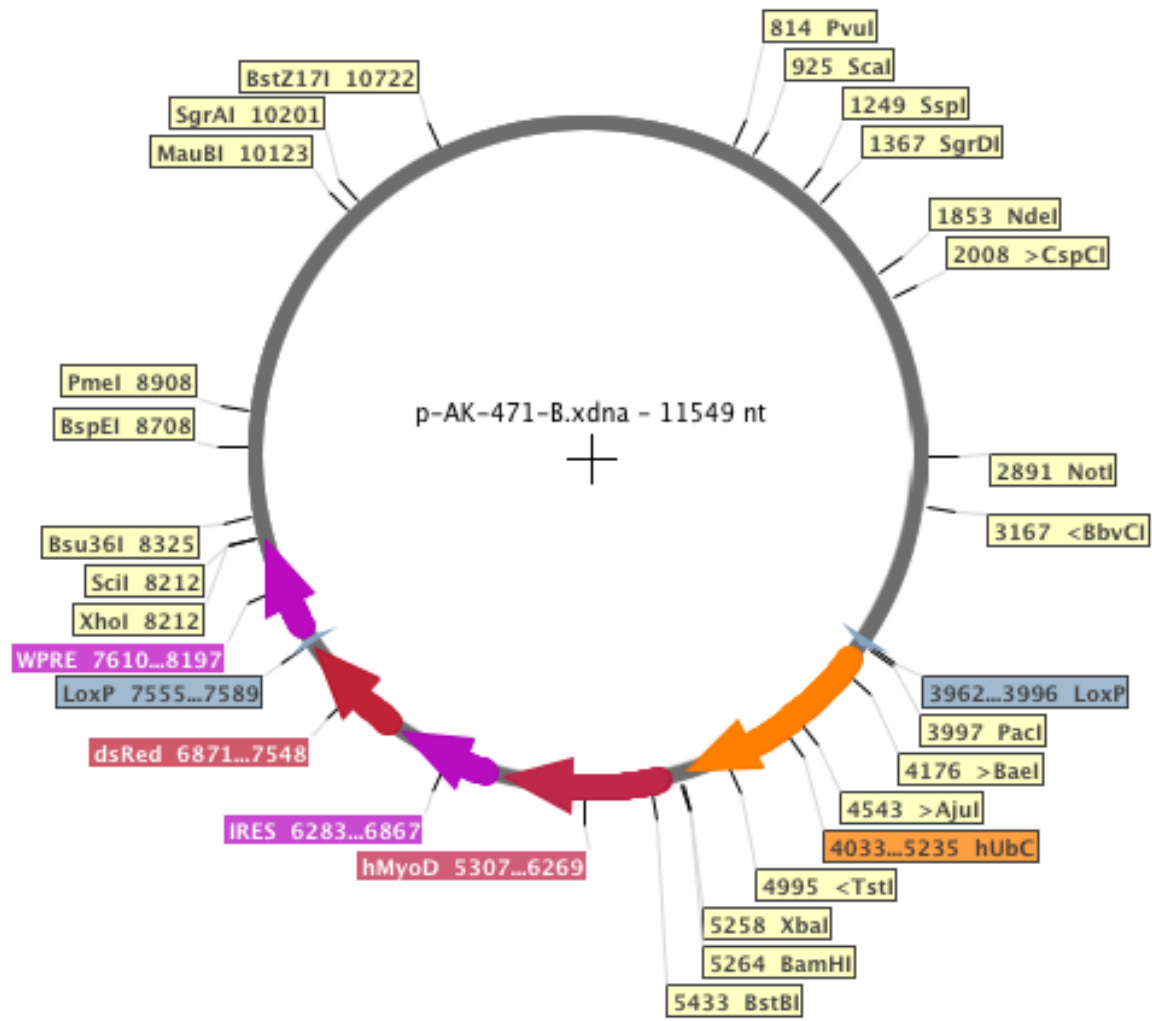 814 PvuI
925 ScaI
1249 SspI
1367 SgrDI
1853 NdeI
2008 >CspCI
2891 NotI
3167 <BbvCI
3962...3996 LoxP
3997 PacI
4176 >BaeI
4543 >AjuI
4033...5235 hUbC
4995 <TstI
5258 XbaI
5264 BamHI
5433 BstBI
hMyoD 5307...6269
IRES 6283...6867
dsRed 6871...7548
LoxP 7555...7589
WPRE 7610...8197
XhoI 8212
SciI 8212
Bsu36I 8325
BspEI 8708
PmeI 8908
MauBI 10123
SgrAI 10201
BstZ17I 10722
p-AK-471-B.xdna - 11549 nt